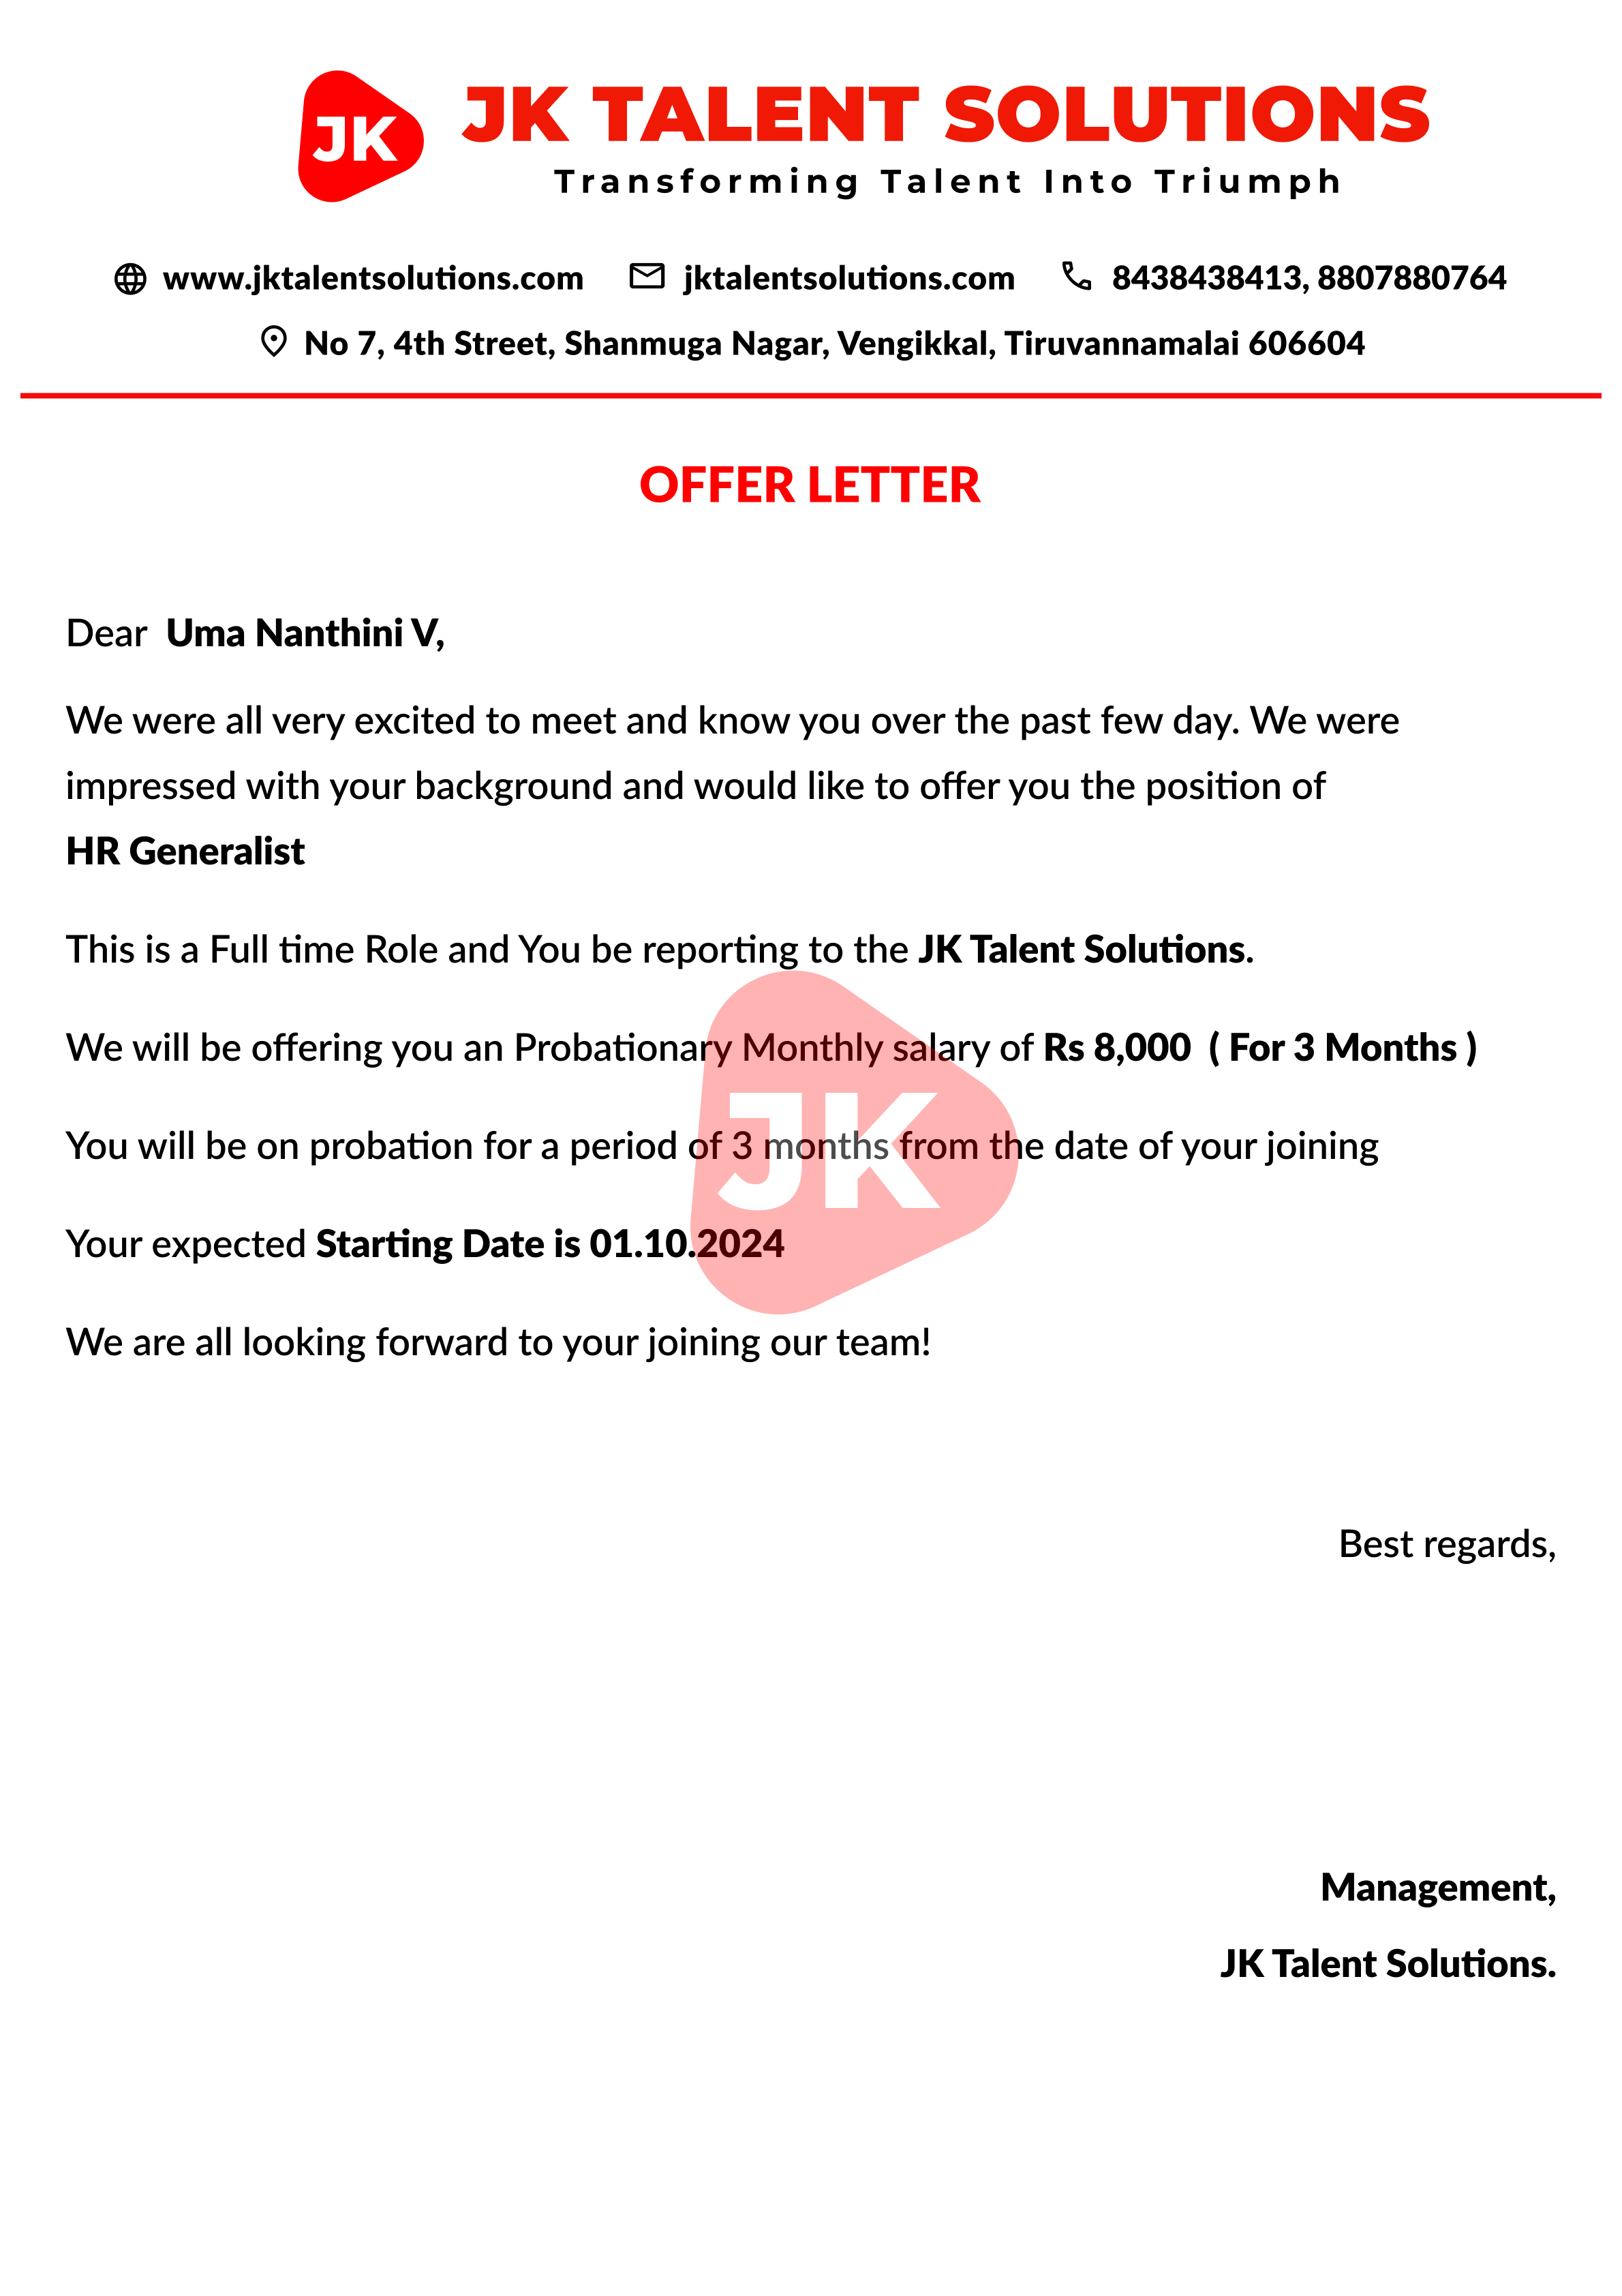 JK
JK TALENT SOLUTIONS
Transforming Talent Into Triumph
www.jktalentsolutions.com jktalentsolutions.com 8438438413, 8807880764
No 7, 4th Street, Shanmuga Nagar, Vengikkal, Tiruvannamalai 606604
OFFER LETTER
Dear Uma Nanthini V,
We were all very excited to meet and know you over the past few day. We were
impressed with your background and would like to offer you the position of
HR Generalist
This is a Full time Role and You be reporting to the JK Talent Solutions.
We will be offering you an Probationary Monthly salary of Rs 8,000 ( For 3 Months )
You will be on probation for a period of 3 months from the date of your joining
JK
Your expected Starting Date is 01.10.2024
We are all looking forward to your joining our team!
Best regards,
Management,
JK Talent Solutions.